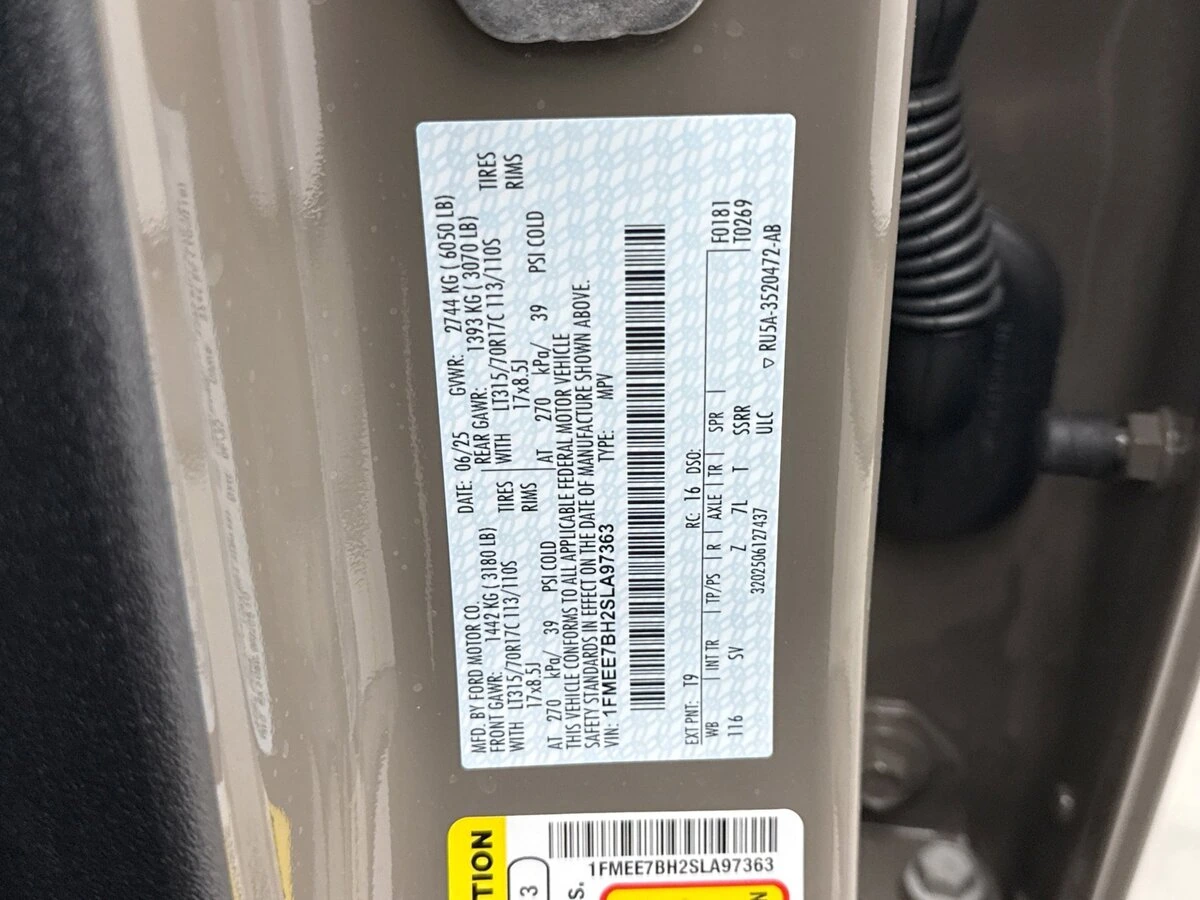 MFD. BY FORD MOTOR CO.
DATE: 06/25 GVWR: 2744 KG ( 6050 LB)
FRONT GAWR: 1442 KG ( 3180 LB) REAR GAWR: 1393 KG ( 3070 LB)
WITH LT315/70R17C 113/110S TIRES WITH LT315/70R17C 113/110S TIRES
17x8.5J RIMS 17x8.5J RIMS
AT 270 kPa/ 39 PSI COLD AT 270 kPa/ 39 PSI COLD
THIS VEHICLE CONFORMS TO ALL APPLICABLE FEDERAL MOTOR VEHICLE
SAFETY STANDARDS IN EFFECT ON THE DATE OF MANUFACTURE SHOWN ABOVE.
VIN: 1FMEE7BH2SLA97363 TYPE: MPV
EXT PNT: T9 RC: 16 DSO: F0181
WB INT TR TP/PS R AXLE TR SPR T0269
116 SV Z 7L T SSRR
3202506127437 ULC ▽ RU5A-3520472-AB
TION
3
S.
1FMEE7BH2SLA97363
N